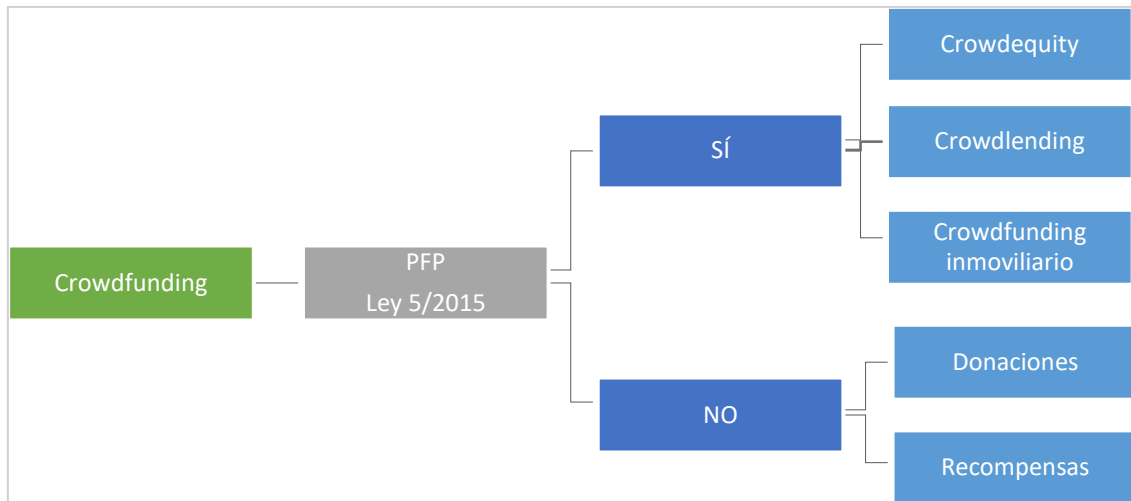 Crowdfunding
PFP
Ley 5/2015
SÍ
Crowdequity
Crowdlending
Crowdfunding
inmoviliario
NO
Donaciones
Recompensas